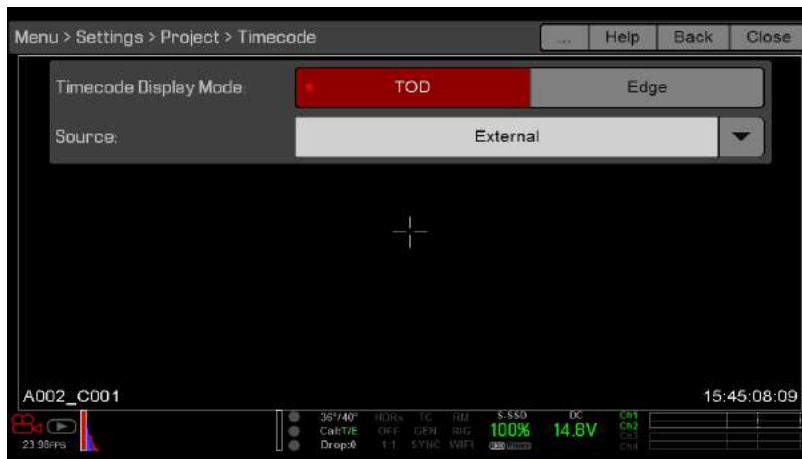 Menu > Settings > Project > Timecode ... Help Back Close
Timecode Display Mode: TOD Edge
Source: External
A002_C001 15:45:08:09
36°/40° HDRx TC RM S.SSD DC Ch1
Cal:T/E OFF GEN RIG 100% 14.8V Ch2
Drop:0 1:1 SYNC WIFI Ch3
23.98FPS Ch4